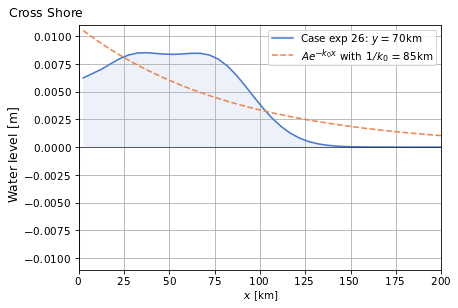 Cross Shore
0.0100
0.0075
0.0050
0.0025
0.0000
−0.0025
−0.0050
−0.0075
−0.0100
Water level [m]
Case exp 26: y = 70km
Ae^{−k₀x} with 1/k₀ = 85km
0 25 50 75 100 125 150 175 200
x [km]